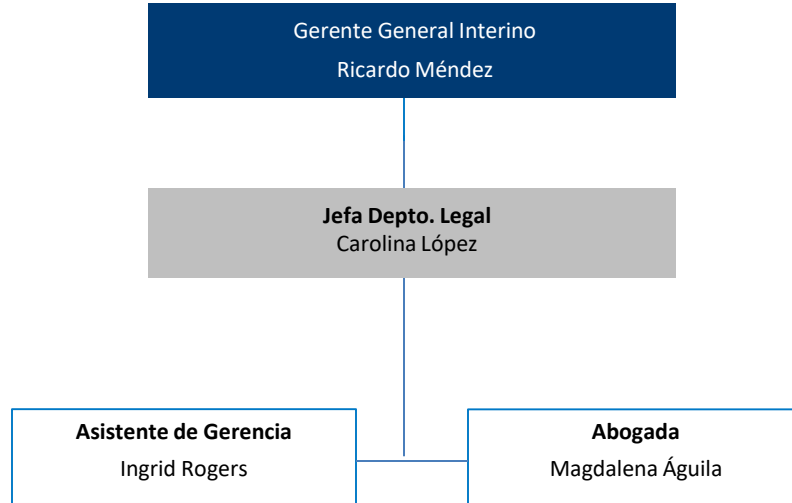 Gerente General Interino
Ricardo Méndez
Jefa Depto. Legal
Carolina López
Asistente de Gerencia
Ingrid Rogers
Abogada
Magdalena Águila